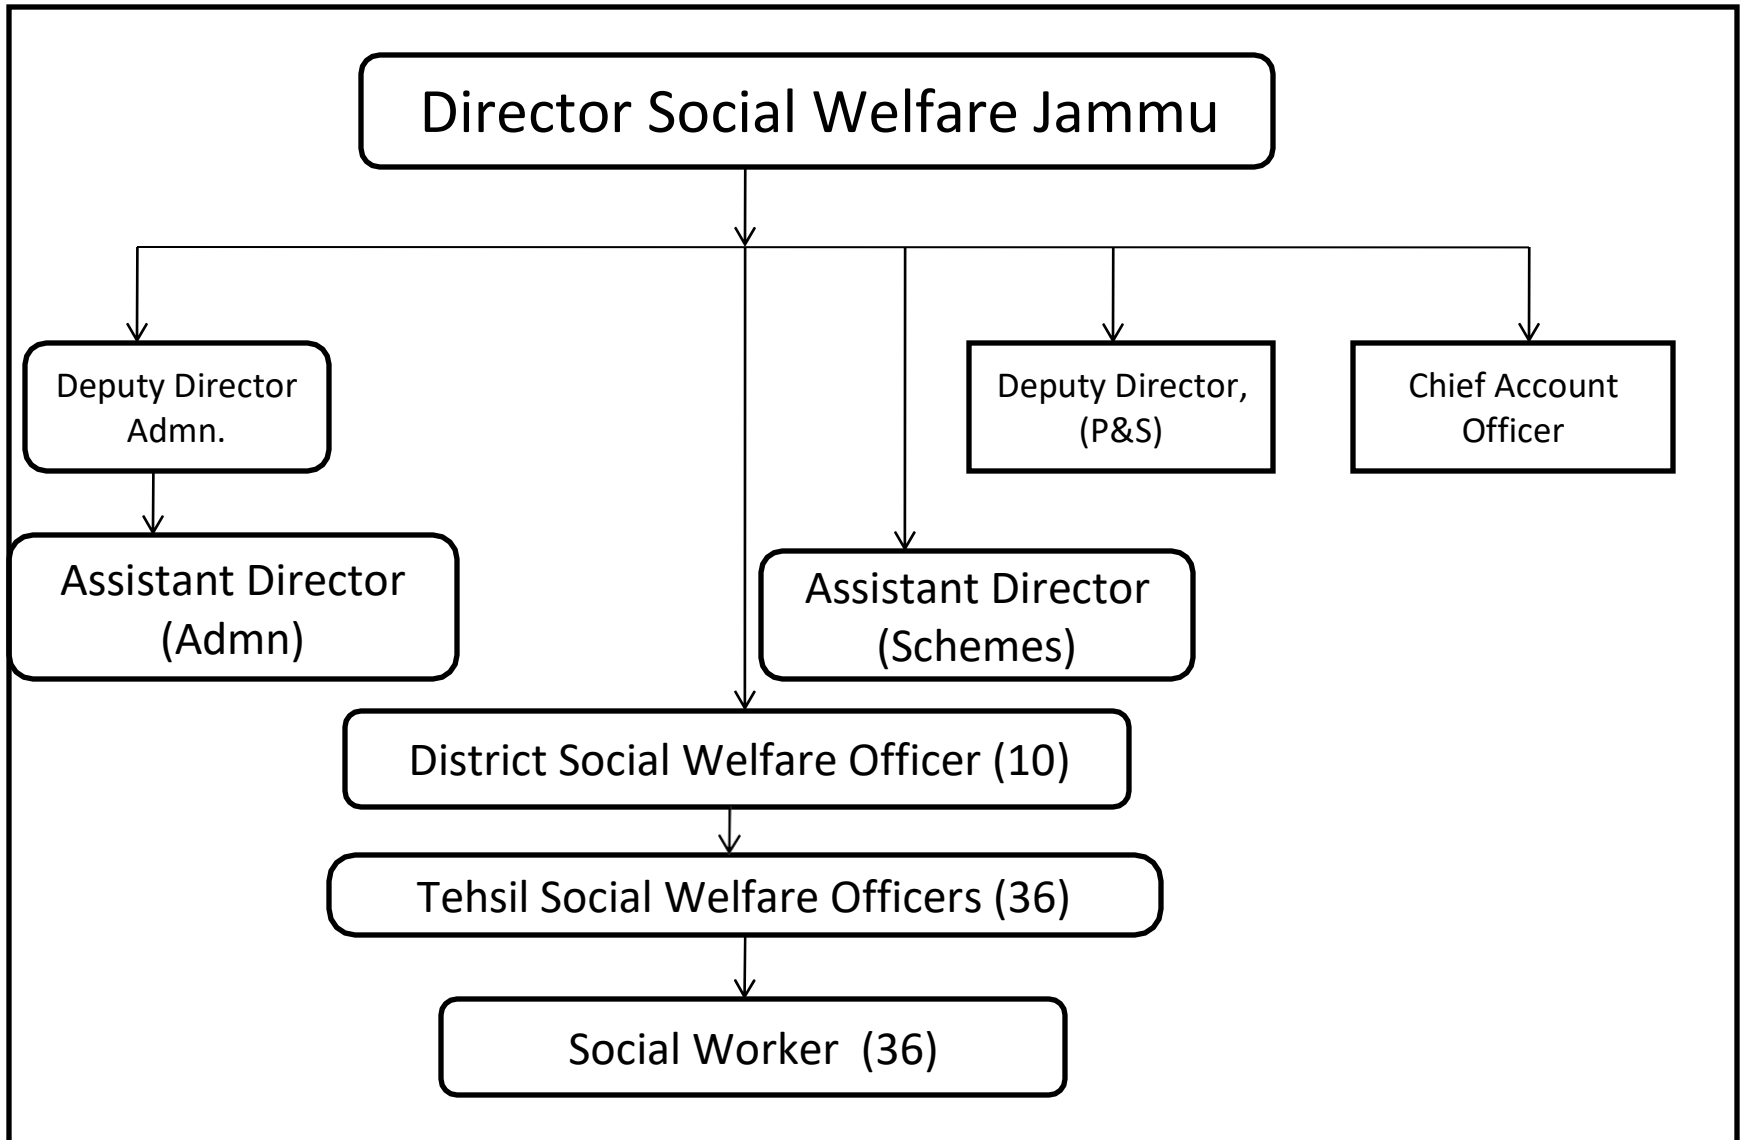 Director Social Welfare Jammu
Deputy Director
Admn.
Deputy Director,
(P&S)
Chief Account
Officer
Assistant Director
(Admn)
Assistant Director
(Schemes)
District Social Welfare Officer (10)
Tehsil Social Welfare Officers (36)
Social Worker  (36)